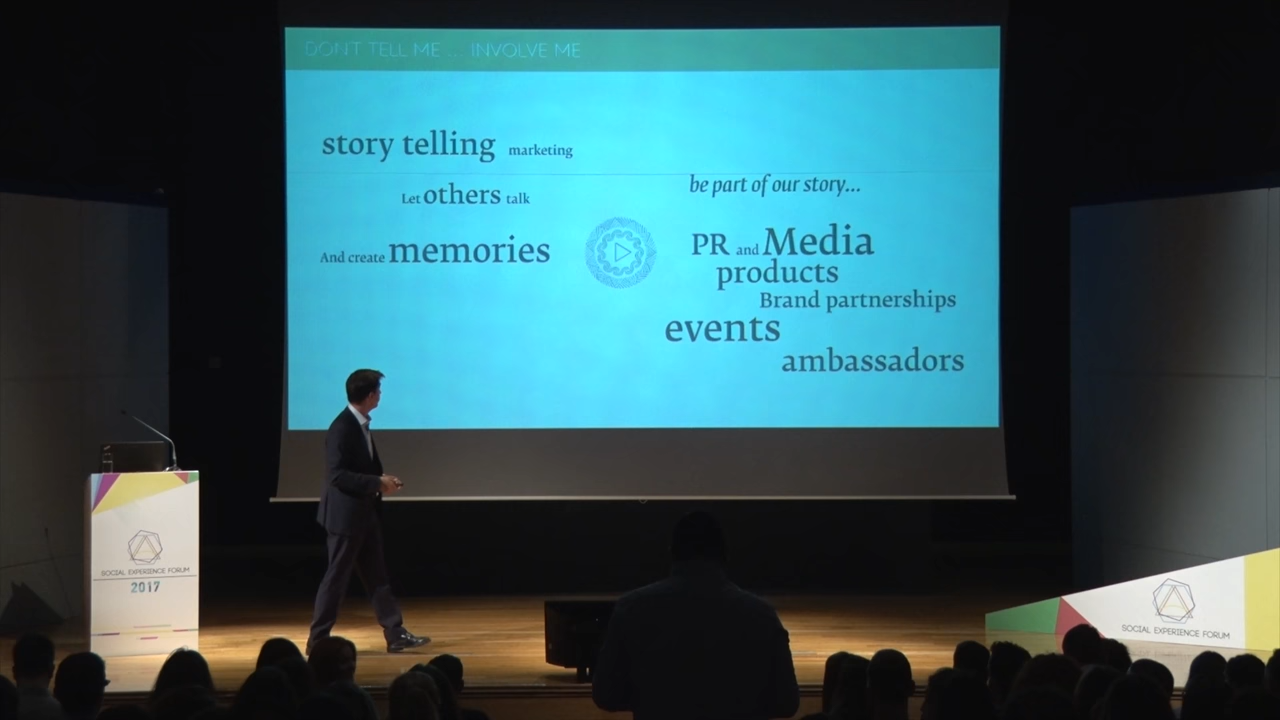 DON'T TELL ME ... INVOLVE ME
story telling marketing
Let others talk
And create memories
be part of our story...
PR and Media
products
Brand partnerships
events
ambassadors
SOCIAL EXPERIENCE FORUM
2017
SOCIAL EXPERIENCE FORUM